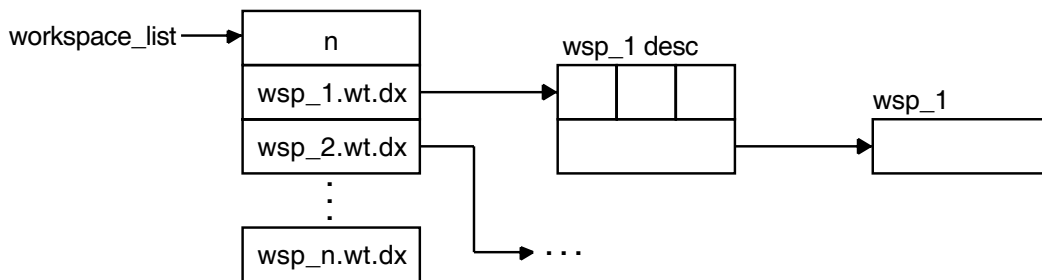 workspace_list
n
wsp_1.wt.dx
wsp_2.wt.dx
wsp_n.wt.dx
wsp_1 desc
wsp_1
. . .